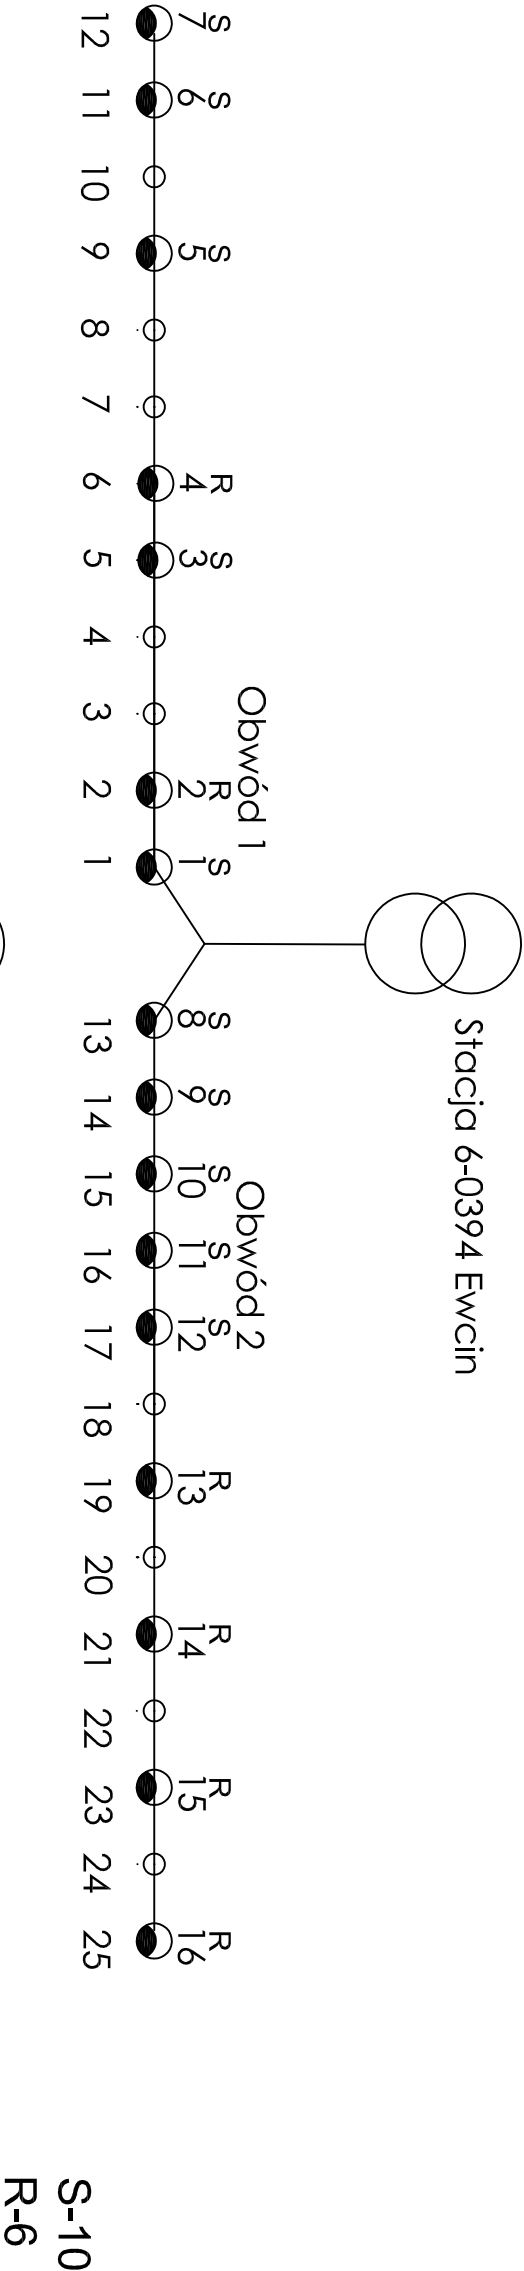 Stacja 6-0394 Ewcin
Obwód 1
Obwód 2
S S S R S R S S S S S S R R R R
7 6 5 4 3 2 1 8 9 10 11 12 13 14 15 16
12 11 10 9 8 7 6 5 4 3 2 1 13 14 15 16 17 18 19 20 21 22 23 24 25
S-10
R-6